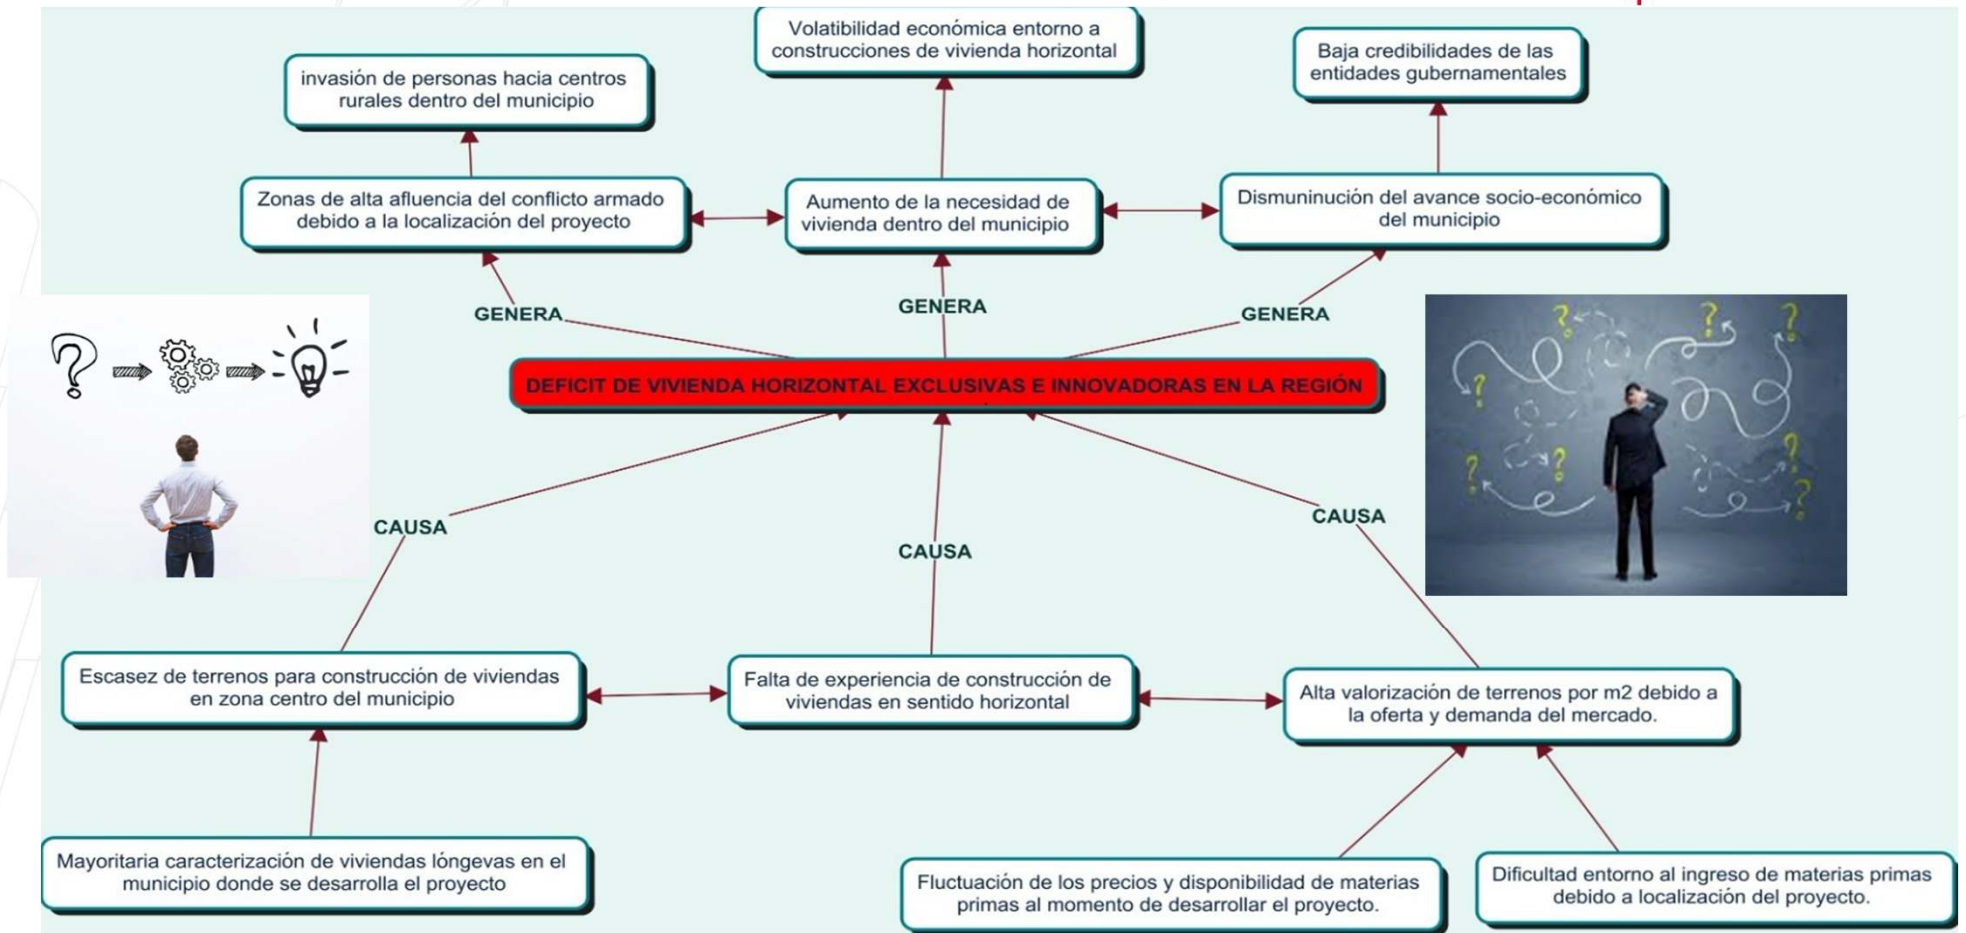 Volatibilidad económica entorno a
construcciones de vivienda horizontal
Baja credibilidades de las
entidades gubernamentales
invasión de personas hacia centros
rurales dentro del municipio
Zonas de alta afluencia del conflicto armado
debido a la localización del proyecto
Aumento de la necesidad de
vivienda dentro del municipio
Dismuninución del avance socio-económico
del municipio
GENERA
GENERA
GENERA
DEFICIT DE VIVIENDA HORIZONTAL EXCLUSIVAS E INNOVADORAS EN LA REGIÓN
CAUSA
CAUSA
CAUSA
Escasez de terrenos para construcción de viviendas
en zona centro del municipio
Falta de experiencia de construcción de
viviendas en sentido horizontal
Alta valorización de terrenos por m2 debido a
la oferta y demanda del mercado.
Mayoritaria caracterización de viviendas lóngevas en el
municipio donde se desarrolla el proyecto
Fluctuación de los precios y disponibilidad de materias
primas al momento de desarrollar el proyecto.
Dificultad entorno al ingreso de materias primas
debido a localización del proyecto.